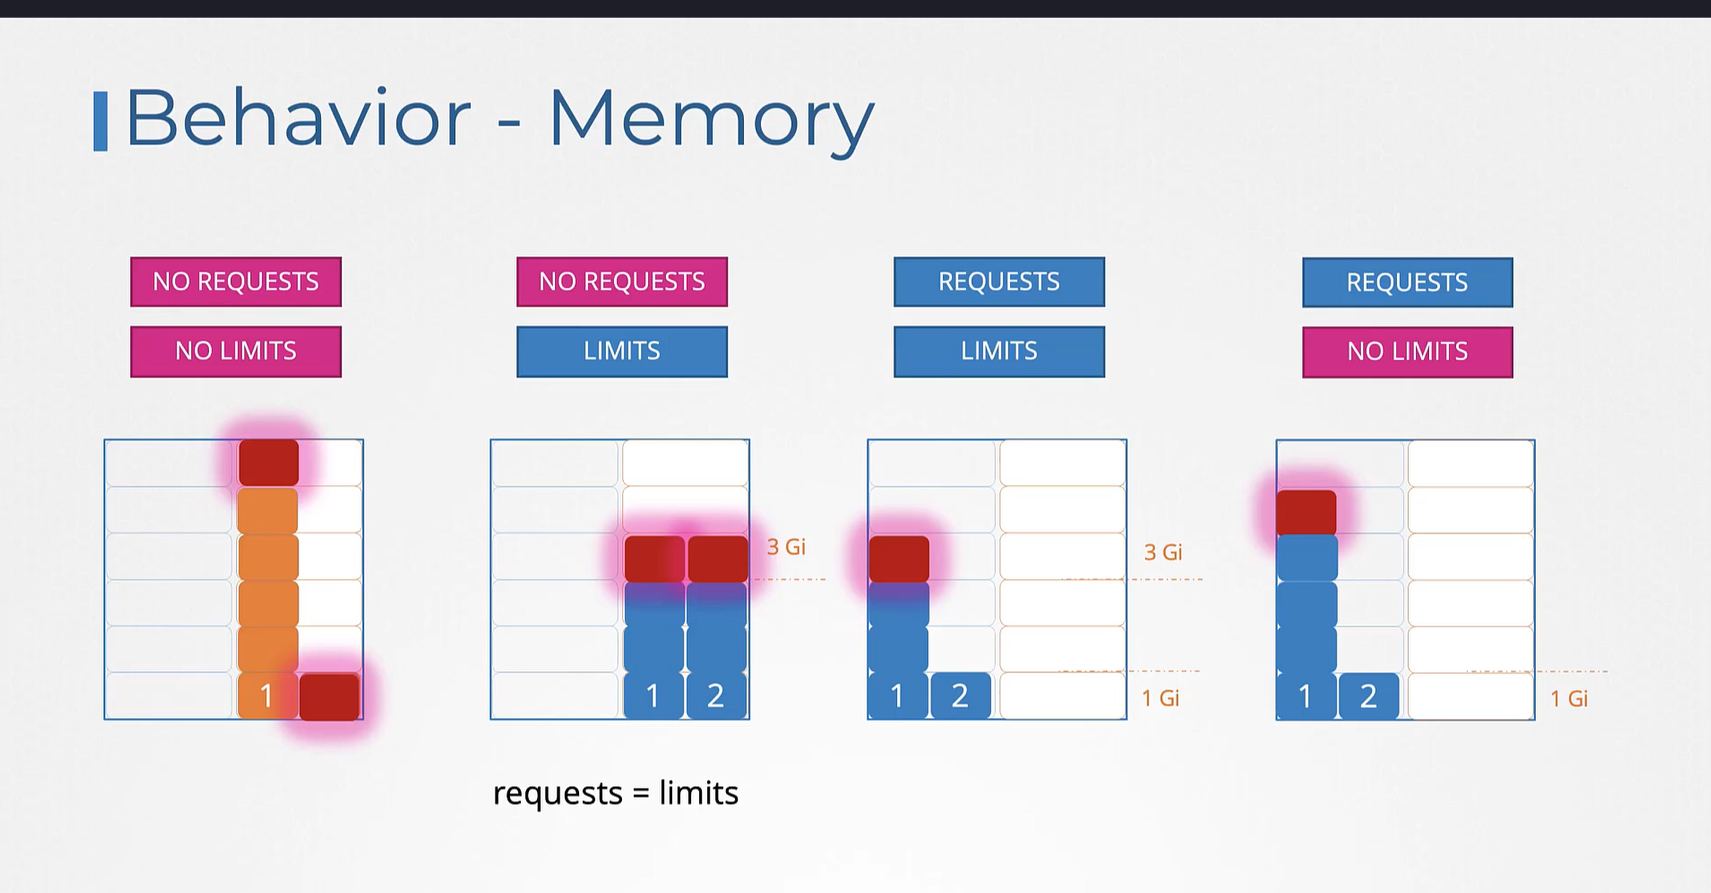 Behavior - Memory
NO REQUESTS
NO LIMITS
1
NO REQUESTS
LIMITS
3 Gi
1 2
requests = limits
REQUESTS
LIMITS
3 Gi
1 2
1 Gi
REQUESTS
NO LIMITS
1 2
1 Gi